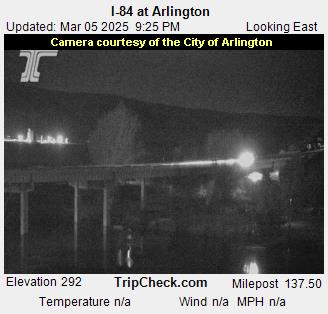 I-84 at Arlington
Updated: Mar 05 2025 9:25 PM Looking East
Camera courtesy of the City of Arlington
Elevation 292 TripCheck.com Milepost 137.50
Temperature n/a Wind n/a MPH n/a